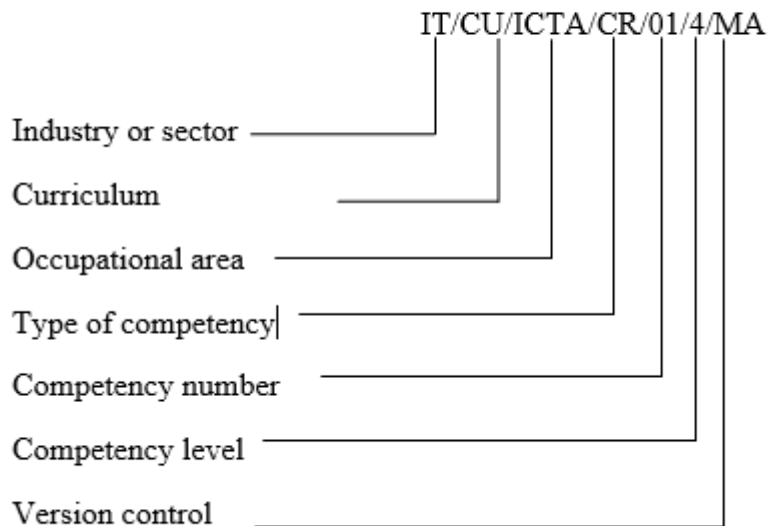 IT/CU/ICTA/CR/01/4/MA
Industry or sector
Curriculum
Occupational area
Type of competency
Competency number
Competency level
Version control